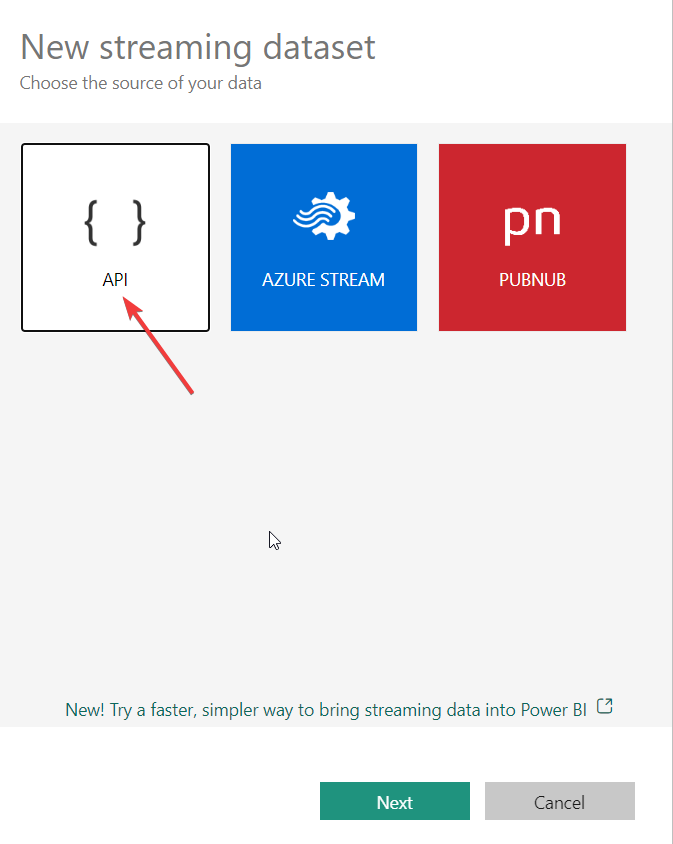 New streaming dataset
Choose the source of your data
{ }
API
AZURE STREAM
pn
PUBNUB
New! Try a faster, simpler way to bring streaming data into Power BI
Next
Cancel